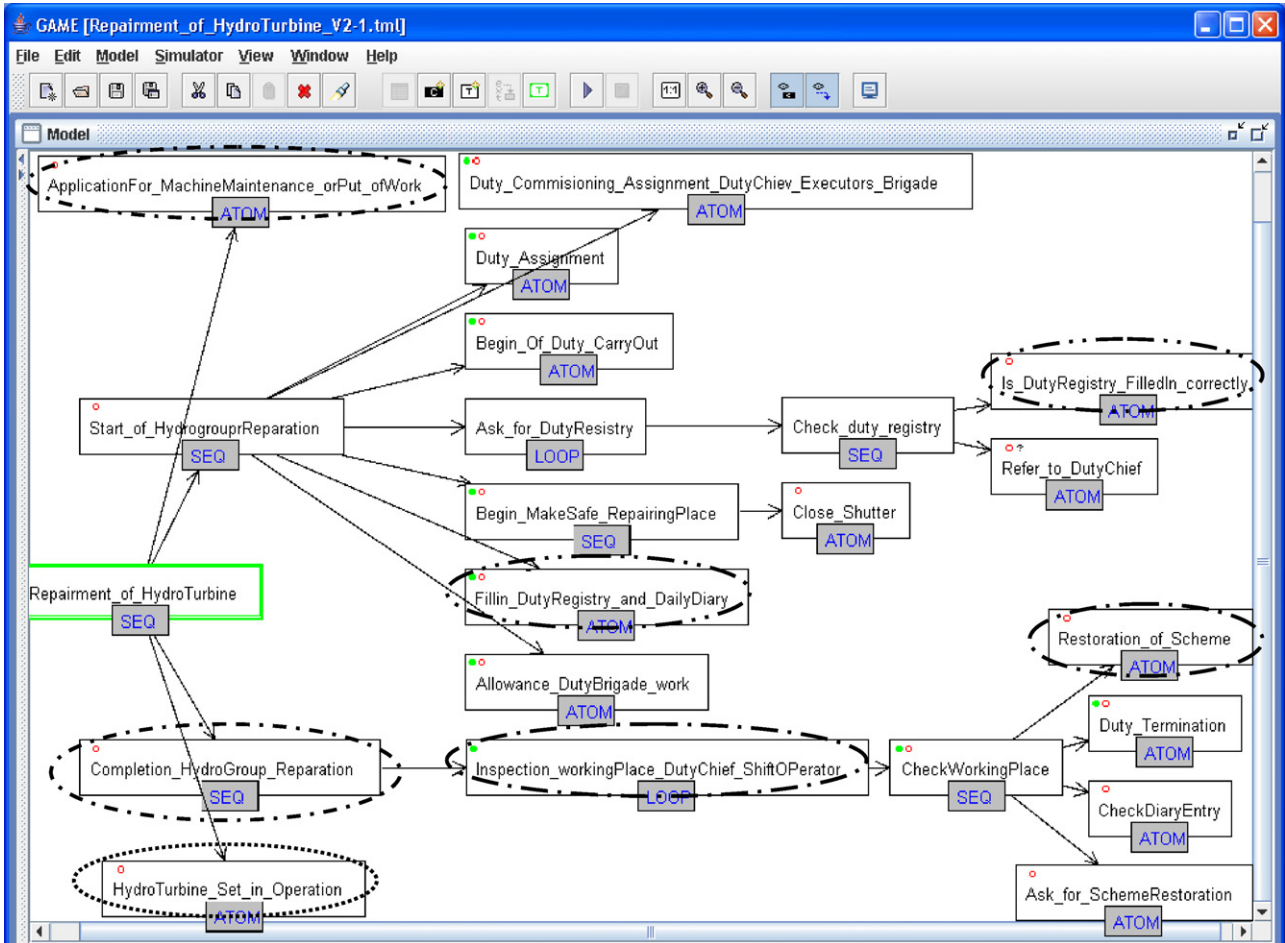 GAME [Repairment_of_HydroTurbine_V2-1.tml]
File Edit Model Simulator View Window Help
C T T 1:1 C
Model
ApplicationFor_MachineMaintenance_orPut_ofWork
ATOM
Duty_Commisioning_Assignment_DutyChiev_Executors_Brigade
ATOM
Duty_Assignment
ATOM
Begin_Of_Duty_CarryOut
ATOM
Is_DutyRegistry_FilledIn_correctly
ATOM
Start_of_HydrogrouprReparation
SEQ
Ask_for_DutyResistry
LOOP
Check_duty_registry
SEQ
?
Refer_to_DutyChief
ATOM
Begin_MakeSafe_RepairingPlace
SEQ
Close_Shutter
ATOM
Repairment_of_HydroTurbine
SEQ
Fillin_DutyRegistry_and_DailyDiary
ATOM
Restoration_of_Scheme
ATOM
Allowance_DutyBrigade_work
ATOM
Duty_Termination
ATOM
Completion_HydroGroup_Reparation
SEQ
Inspection_workingPlace_DutyChief_ShiftOPerator
LOOP
CheckWorkingPlace
SEQ
CheckDiaryEntry
ATOM
HydroTurbine_Set_in_Operation
ATOM
Ask_for_SchemeRestoration
ATOM